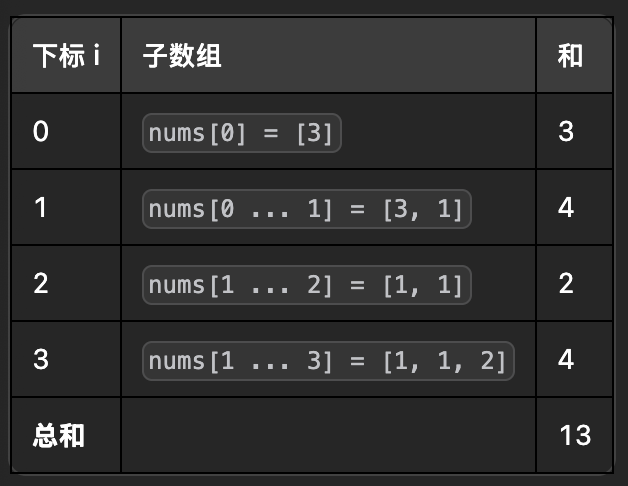 下标 i 子数组 和
0 nums[0] = [3] 3
1 nums[0 ... 1] = [3, 1] 4
2 nums[1 ... 2] = [1, 1] 2
3 nums[1 ... 3] = [1, 1, 2] 4
总和 13